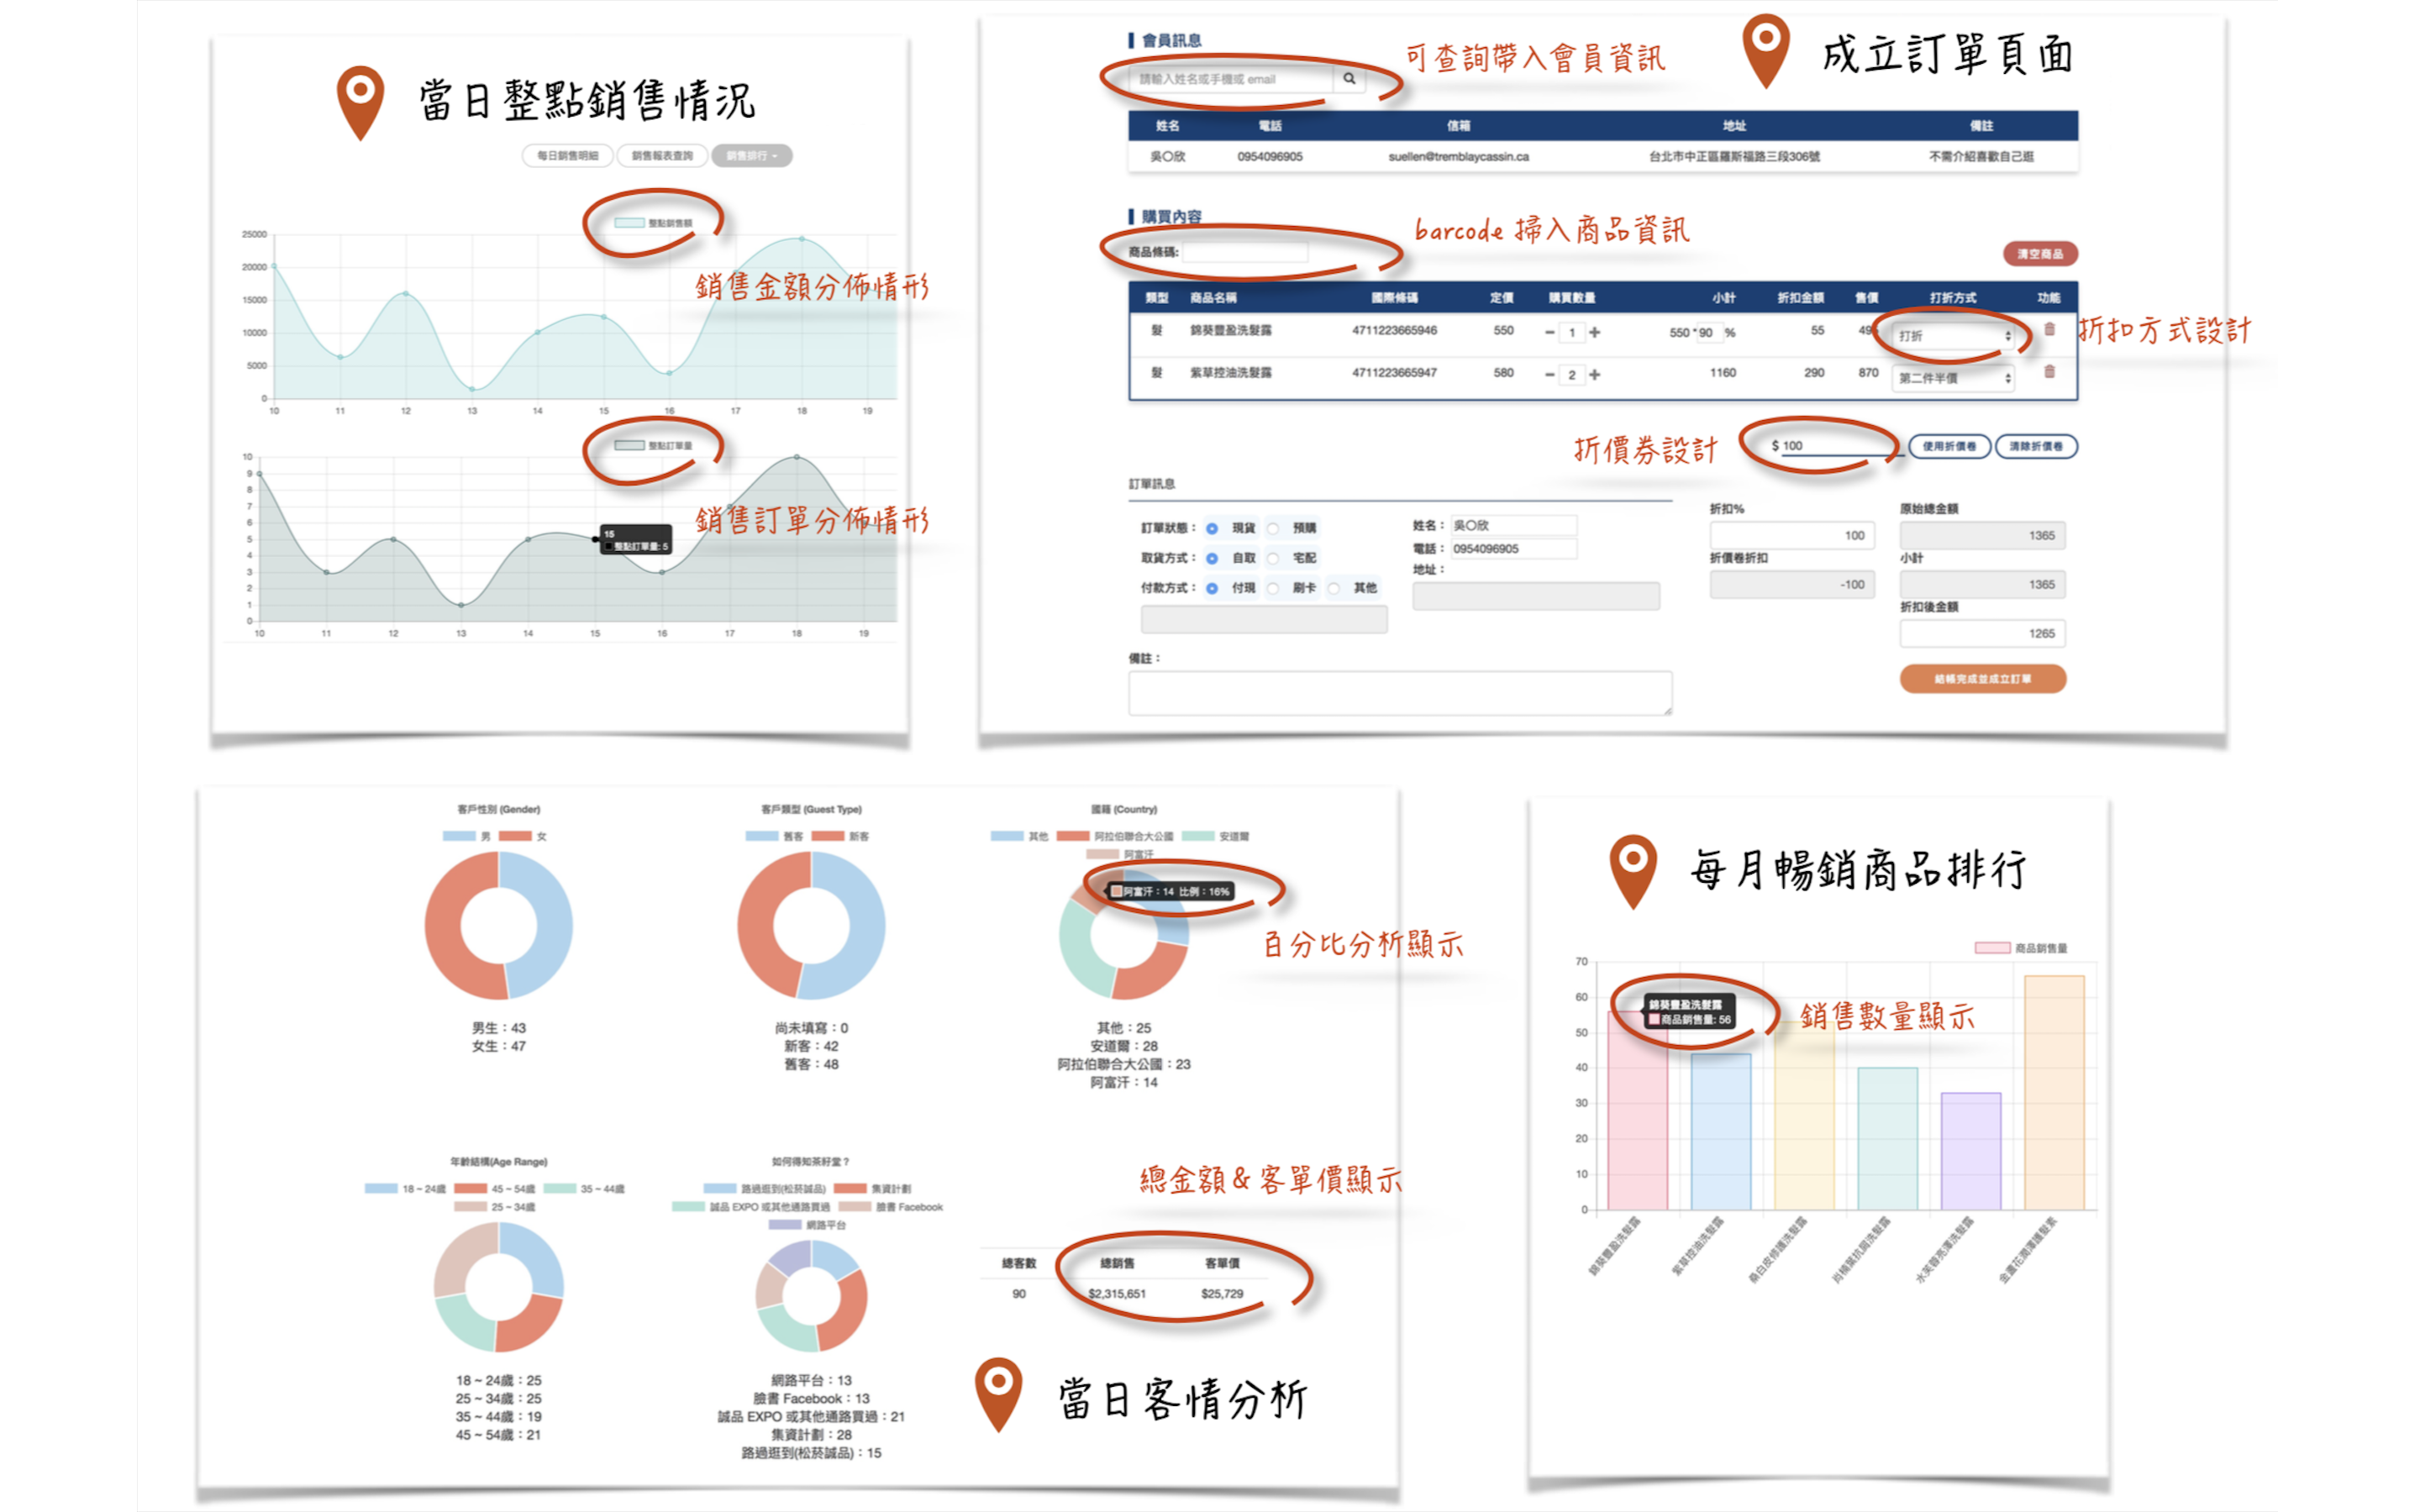 當日整點銷售情況
每日銷售明細 銷售報表查詢 銷售排行
整點銷售額
銷售金額分佈情形
25000
20000
15000
10000
5000
0
10 11 12 13 14 15 16 17 18 19
整點訂單量
銷售訂單分佈情形
10
9
8
7
6
5
4
3
2
1
0
15
整點訂單量: 5
10 11 12 13 14 15 16 17 18 19
成立訂單頁面
會員訊息
可查詢帶入會員資訊
請輸入姓名或手機或 email
姓名 電話 信箱 地址 備註
吳〇欣 0954096905 suellen@tremblaycassin.ca 台北市中正區羅斯福路三段306號 不需介紹喜歡自己逛
購買內容
barcode 掃入商品資訊
商品條碼:
清空商品
類型 商品名稱 國際條碼 定價 購買數量 小計 折扣金額 售價 打折方式 功能
髮 錦葵豐盈洗髮露 4711223665946 550 − 1 + 550 * 90 % 55 49 打折
折扣方式設計
髮 紫草控油洗髮露 4711223665947 580 − 2 + 1160 290 870 第二件半價
折價券設計
$ 100 使用折價卷 清除折價卷
訂單訊息
訂單狀態： 現貨 預購
取貨方式： 自取 宅配
付款方式： 付現 刷卡 其他
姓名： 吳〇欣
電話： 0954096905
地址：
折扣%
100
折價卷折扣
-100
原始總金額
1365
小計
1365
折扣後金額
1265
備註：
結帳完成並成立訂單
客戶性別 (Gender)
男 女
男生：43
女生：47
客戶類型 (Guest Type)
舊客 新客
尚未填寫：0
新客：42
舊客：48
國籍 (Country)
其他 阿拉伯聯合大公國 安道爾
阿富汗
阿富汗：14 比例：16%
百分比分析顯示
其他：25
安道爾：28
阿拉伯聯合大公國：23
阿富汗：14
年齡結構(Age Range)
18 ~ 24歲 45 ~ 54歲 35 ~ 44歲
25 ~ 34歲
18 ~ 24歲：25
25 ~ 34歲：25
35 ~ 44歲：19
45 ~ 54歲：21
如何得知茶籽堂？
路過逛到(松菸誠品) 集資計劃
誠品 EXPO 或其他通路買過 臉書 Facebook
網路平台
網路平台：13
臉書 Facebook：13
誠品 EXPO 或其他通路買過：21
集資計劃：28
路過逛到(松菸誠品)：15
總金額 & 客單價顯示
總客數 總銷售 客單價
90 $2,315,651 $25,729
當日客情分析
每月暢銷商品排行
商品銷售量
70
60
50
40
30
20
10
0
錦葵豐盈洗髮露
商品銷售量: 56
銷售數量顯示
錦葵豐盈洗髮露
紫草控油洗髮露
桑白皮修護洗髮露
肖楠葉抗屑洗髮露
水芙蓉亮澤洗髮露
金盞花潤澤護髮素